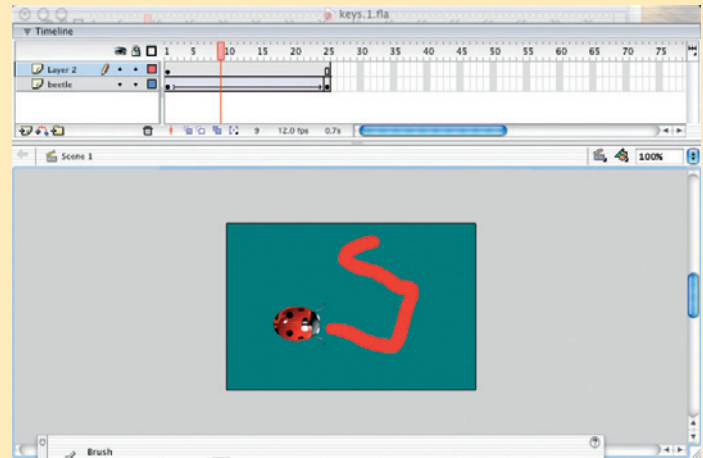 keys.1.fla
Timeline
1 5 10 15 20 25 30 35 40 45 50 55 60 65 70 75
Layer 2
beetle
9 12.0 fps 0.7s
Scene 1 100%
Brush